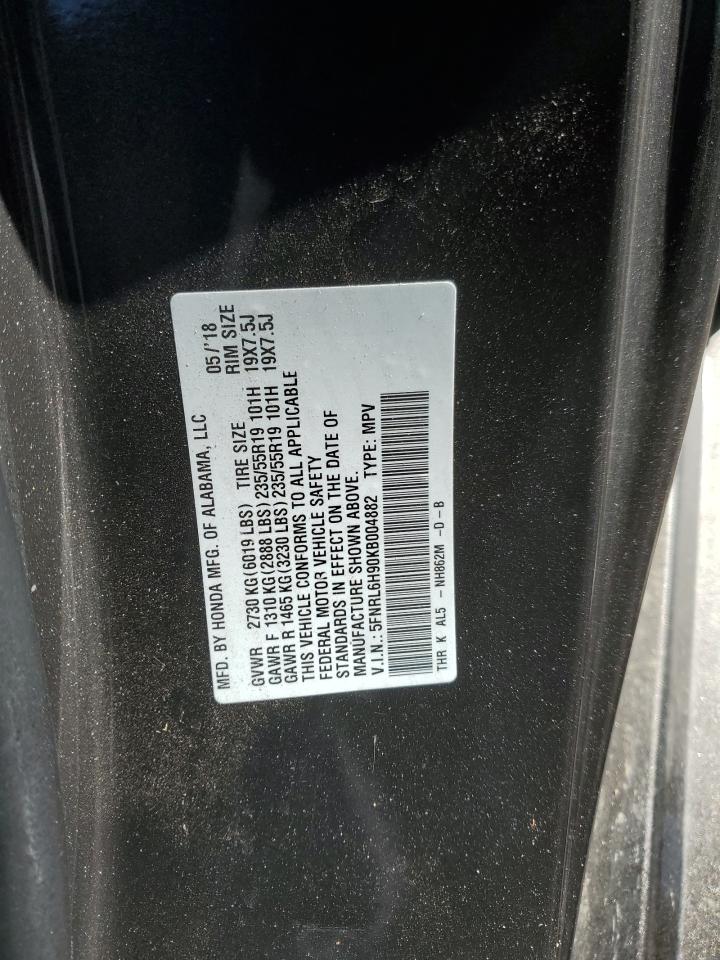 MFD. BY HONDA MFG. OF ALABAMA, LLC 05/'18
GVWR 2730 KG(6019 LBS) TIRE SIZE RIM SIZE
GAWR F 1310 KG(2888 LBS)235/55R19 101H 19X7.5J
GAWR R 1465 KG(3230 LBS)235/55R19 101H 19X7.5J
THIS VEHICLE CONFORMS TO ALL APPLICABLE
FEDERAL MOTOR VEHICLE SAFETY
STANDARDS IN EFFECT ON THE DATE OF
MANUFACTURE SHOWN ABOVE.
V.I.N.: 5FNRL6H90KB004882 TYPE: MPV
THR K AL5 - NH862M -D-B